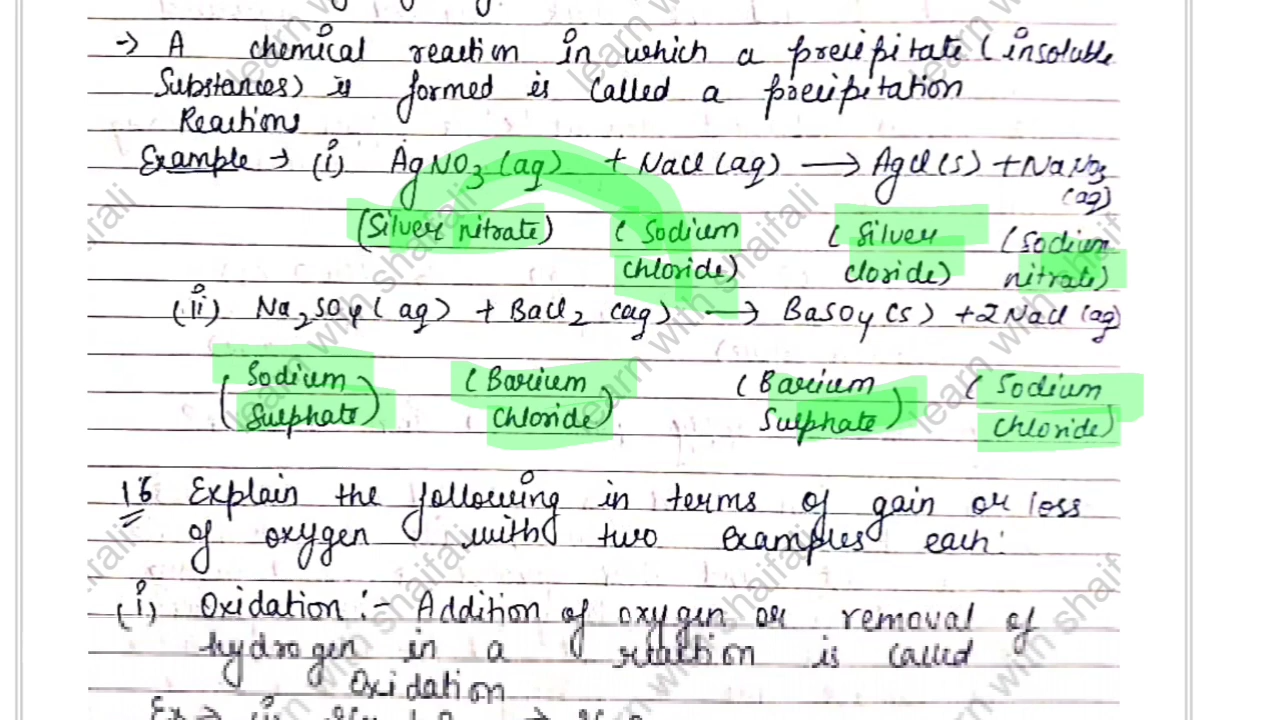 -> A chemical reaction in which a precipitate (insoluble
Substances) is formed is called a precipitation
Reactions
Example -> (i) AgNO3 (aq) + NaCl (aq) ⟶ AgCl (s) + NaNO3
(aq)
(Silver nitrate) (Sodium (Silver (Sodium
chloride) cloride) nitrate)
(ii) Na2SO4 (aq) + BaCl2 (aq) ⟶ BaSO4 (s) + 2NaCl (aq)
(Sodium (Barium (Barium (Sodium
Sulphate) chloride) Sulphate) chloride)
16 Explain the following in terms of gain or loss
of oxygen with two examples each:
(i) Oxidation :- Addition of oxygen or removal of
hydrogen in a reaction is called
Oxidation
learn with shaifali